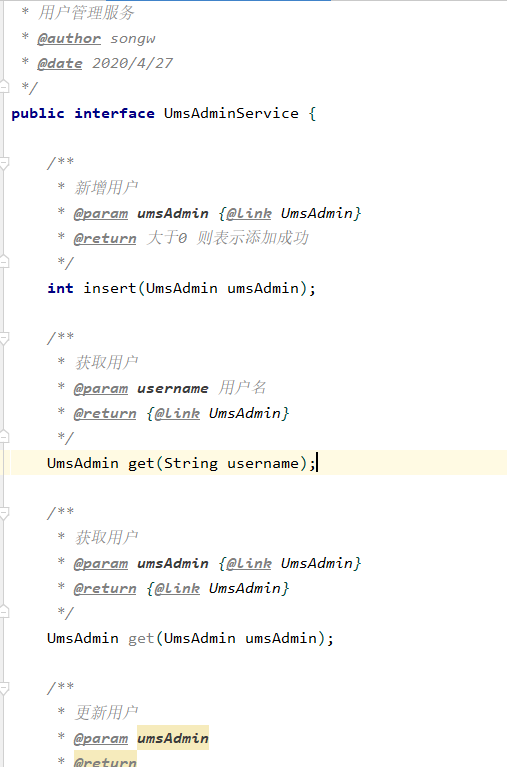 * 用户管理服务
* @author songw
* @date 2020/4/27
*/
public interface UmsAdminService {
/**
* 新增用户
* @param umsAdmin {@link UmsAdmin}
* @return 大于0 则表示添加成功
*/
int insert(UmsAdmin umsAdmin);
/**
* 获取用户
* @param username 用户名
* @return {@link UmsAdmin}
*/
UmsAdmin get(String username);
/**
* 获取用户
* @param umsAdmin {@link UmsAdmin}
* @return {@link UmsAdmin}
*/
UmsAdmin get(UmsAdmin umsAdmin);
/**
* 更新用户
* @param umsAdmin
* @return